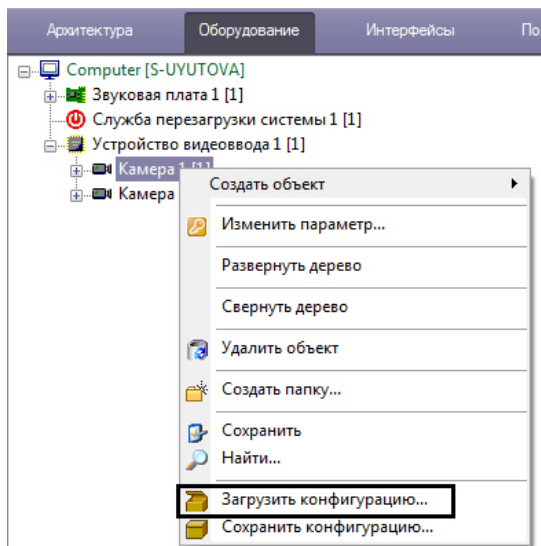 Архитектура Оборудование Интерфейсы По
Computer [S-UYUTOVA]
Звуковая плата 1 [1]
Служба перезагрузки системы 1 [1]
Устройство видеоввода 1 [1]
Камера 1 [1]
Камера
Создать объект
Изменить параметр...
Развернуть дерево
Свернуть дерево
Удалить объект
Создать папку...
Сохранить
Найти...
Загрузить конфигурацию...
Сохранить конфигурацию...